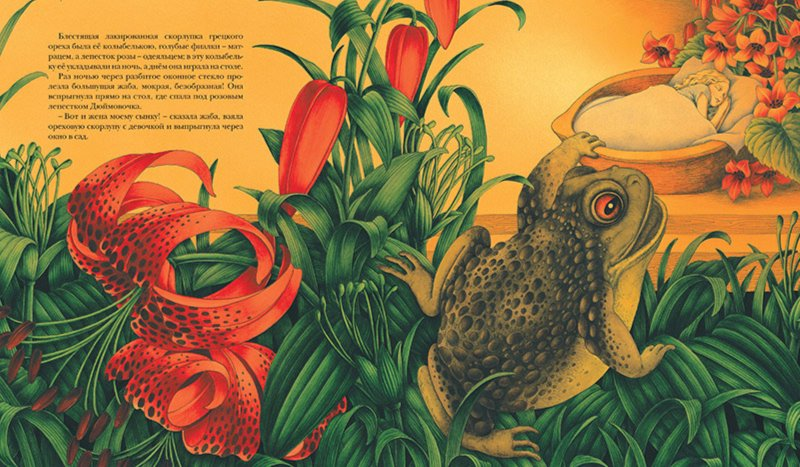 Блестящая лакированная скорлупка грецкого
ореха была её колыбелькою, голубые фиалки – мат-
рацем, а лепесток розы – одеяльцем; в эту колыбель-
ку её укладывали на ночь, а днём она играла на столе.
Раз ночью через разбитое оконное стекло про-
лезла большущая жаба, мокрая, безобразная! Она
вспрыгнула прямо на стол, где спала под розовым
лепестком Дюймовочка.
– Вот и жена моему сынку! – сказала жаба, взяла
ореховую скорлупу с девочкой и выпрыгнула через
окно в сад.